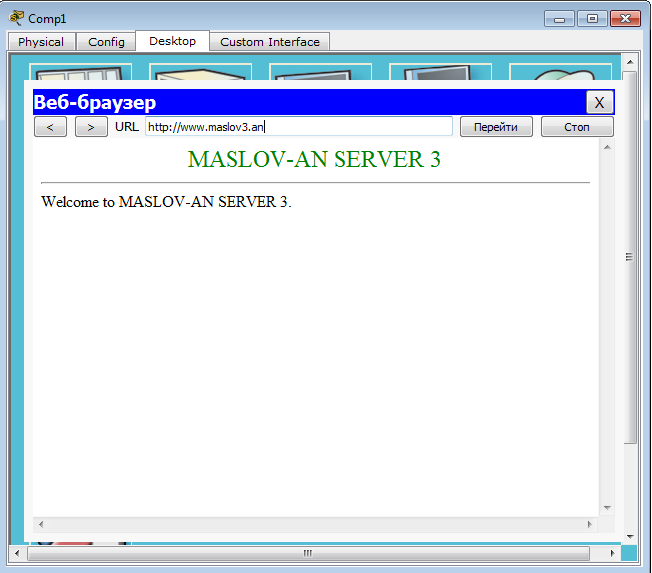 Comp1
Physical Config Desktop Custom Interface
Веб-браузер X
< > URL http://www.maslov3.an Перейти Стоп
MASLOV-AN SERVER 3
Welcome to MASLOV-AN SERVER 3.